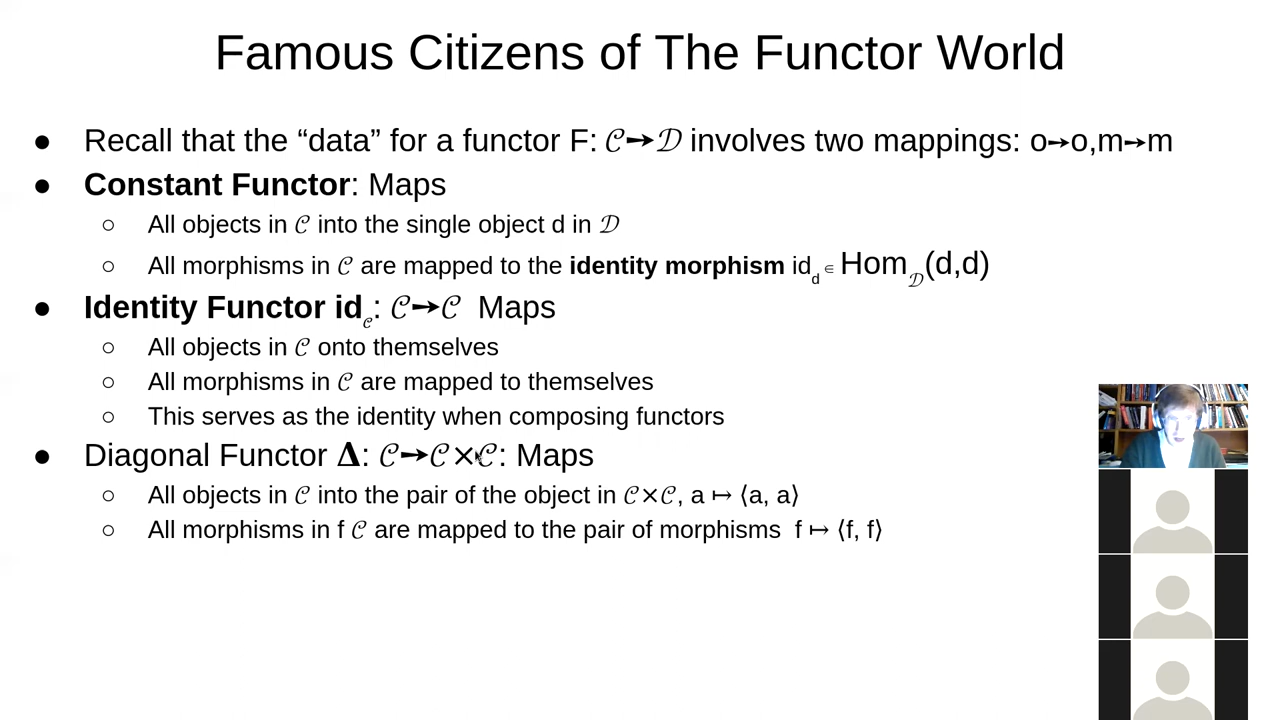 Famous Citizens of The Functor World
● Recall that the “data” for a functor F: 𝒞→𝒟 involves two mappings: o→o,m→m
● Constant Functor: Maps
○ All objects in 𝒞 into the single object d in 𝒟
○ All morphisms in 𝒞 are mapped to the identity morphism id_d ∈ Hom_𝒟(d,d)
● Identity Functor id_𝒞: 𝒞→𝒞 Maps
○ All objects in 𝒞 onto themselves
○ All morphisms in 𝒞 are mapped to themselves
○ This serves as the identity when composing functors
● Diagonal Functor Δ: 𝒞→𝒞×𝒞: Maps
○ All objects in 𝒞 into the pair of the object in 𝒞×𝒞, a ↦ ⟨a, a⟩
○ All morphisms in f 𝒞 are mapped to the pair of morphisms f ↦ ⟨f, f⟩